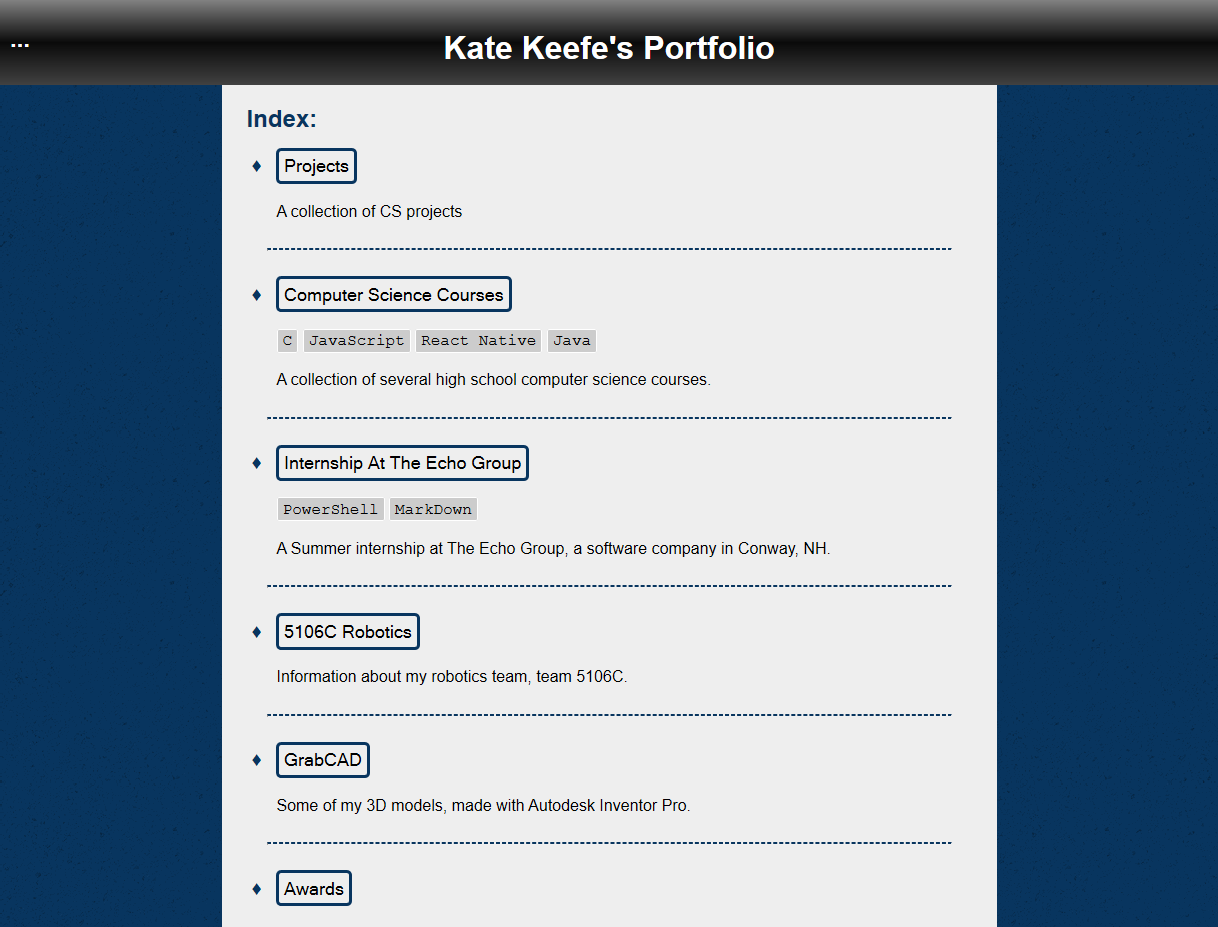 ...
Kate Keefe's Portfolio
Index:
♦ Projects
A collection of CS projects
♦ Computer Science Courses
C JavaScript React Native Java
A collection of several high school computer science courses.
♦ Internship At The Echo Group
PowerShell MarkDown
A Summer internship at The Echo Group, a software company in Conway, NH.
♦ 5106C Robotics
Information about my robotics team, team 5106C.
♦ GrabCAD
Some of my 3D models, made with Autodesk Inventor Pro.
♦ Awards